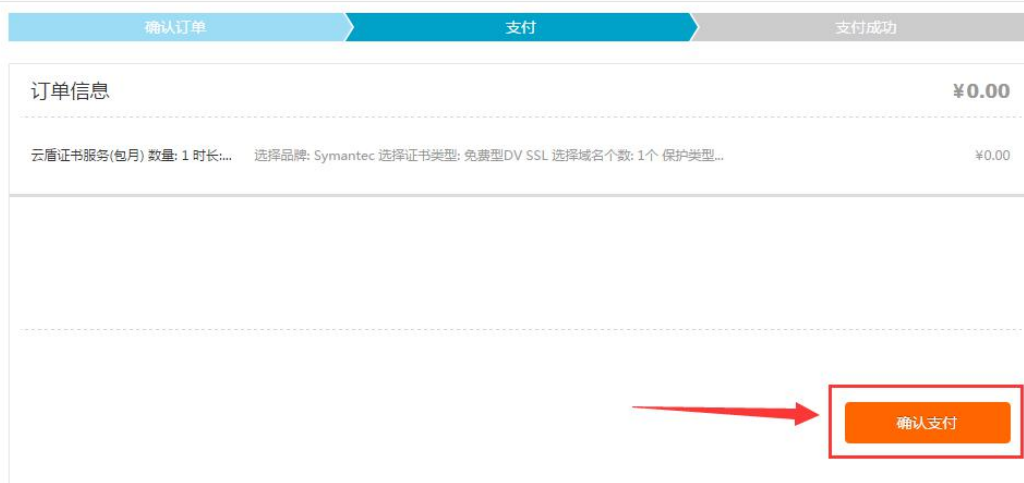 确认订单 支付 支付成功
订单信息 ¥0.00
云盾证书服务(包月) 数量: 1 时长:... 选择品牌: Symantec 选择证书类型: 免费型DV SSL 选择域名个数: 1个 保护类型... ¥0.00
确认支付